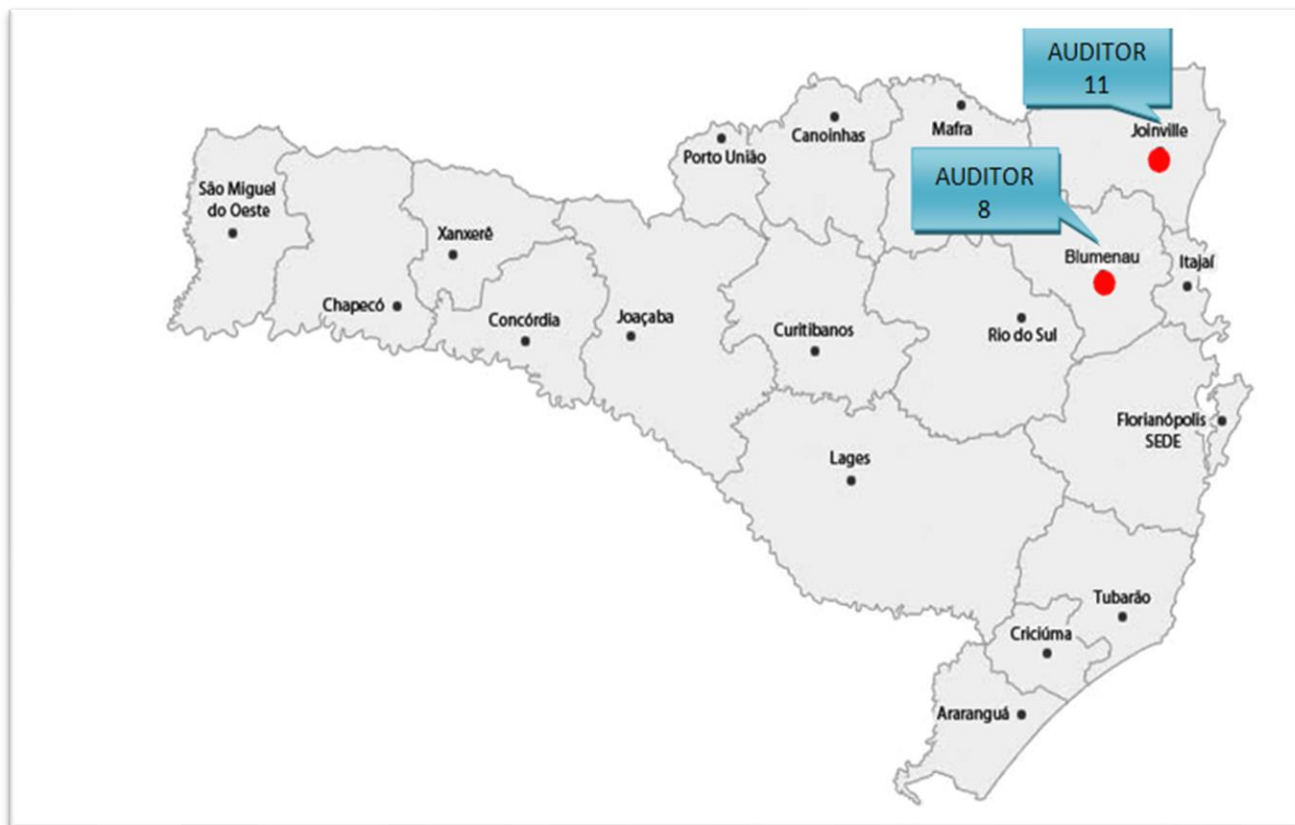 AUDITOR
11
Joinville
Mafra
Canoinhas
Porto União
AUDITOR
8
São Miguel
do Oeste
Xanxerê
Blumenau
Itajaí
Chapecó
Concórdia
Joaçaba
Curitibanos
Rio do Sul
Florianópolis
SEDE
Lages
Tubarão
Criciúma
Araranguá